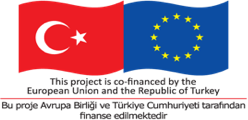 This project is co-financed by the
European Union and the Republic of Turkey
Bu proje Avrupa Birliği ve Türkiye Cumhuriyeti tarafından
finanse edilmektedir